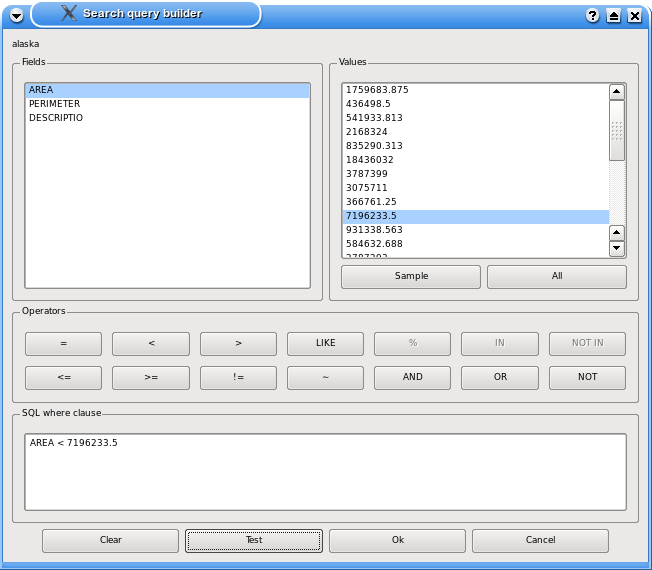 Search query builder
alaska
Fields
AREA
PERIMETER
DESCRIPTIO
Values
1759683.875
436498.5
541933.813
2168324
835290.313
18436032
3787399
3075711
366761.25
7196233.5
931338.563
584632.688
Sample All
Operators
= < > LIKE % IN NOT IN
<= >= != ~ AND OR NOT
SQL where clause
AREA < 7196233.5
Clear Test Ok Cancel